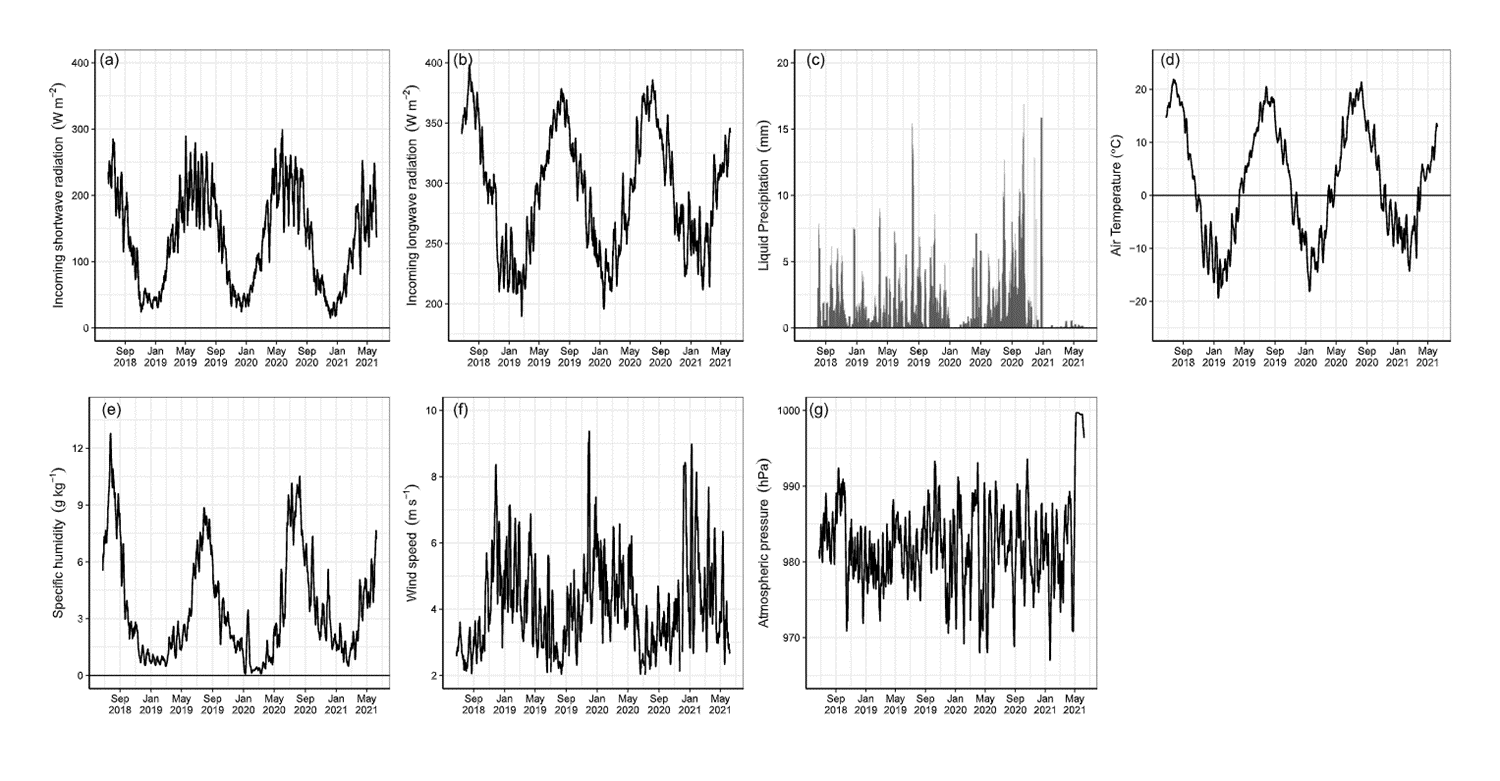 (a)
Incoming shortwave radiation (W m−2)
400
300
200
100
0
Sep Jan May Sep Jan May Sep Jan May
2018 2019 2019 2019 2020 2020 2020 2021 2021
(b)
Incoming longwave radiation (W m−2)
400
350
300
250
200
Sep Jan May Sep Jan May Sep Jan May
2018 2019 2019 2019 2020 2020 2020 2021 2021
(c)
Liquid Precipitation (mm)
20
15
10
5
0
Sep Jan May Sep Jan May Sep Jan May
2018 2019 2019 2019 2020 2020 2020 2021 2021
(d)
Air Temperature (°C)
20
10
0
−10
−20
Sep Jan May Sep Jan May Sep Jan May
2018 2019 2019 2019 2020 2020 2020 2021 2021
(e)
Specific humidity (g kg−1)
12
9
6
3
0
Sep Jan May Sep Jan May Sep Jan May
2018 2019 2019 2019 2020 2020 2020 2021 2021
(f)
Wind speed (m s−1)
10
8
6
4
2
Sep Jan May Sep Jan May Sep Jan May
2018 2019 2019 2019 2020 2020 2020 2021 2021
(g)
Atmospheric pressure (hPa)
1000
990
980
970
Sep Jan May Sep Jan May Sep Jan May
2018 2019 2019 2019 2020 2020 2020 2021 2021